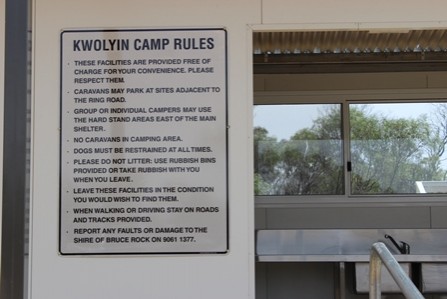 KWOLYIN CAMP RULES
- THESE FACILITIES ARE PROVIDED FREE OF
CHARGE FOR YOUR CONVENIENCE. PLEASE
RESPECT THEM.
- CARAVANS MAY PARK AT SITES ADJACENT TO
THE RING ROAD.
- GROUP OR INDIVIDUAL CAMPERS MAY USE
THE HARD STAND AREAS EAST OF THE MAIN
SHELTER.
- NO CARAVANS IN CAMPING AREA.
- DOGS MUST BE RESTRAINED AT ALL TIMES.
- PLEASE DO NOT LITTER: USE RUBBISH BINS
PROVIDED OR TAKE RUBBISH WITH YOU
WHEN YOU LEAVE.
- LEAVE THESE FACILITIES IN THE CONDITION
YOU WOULD WISH TO FIND THEM.
- WHEN WALKING OR DRIVING STAY ON ROADS
AND TRACKS PROVIDED.
- REPORT ANY FAULTS OR DAMAGE TO THE
SHIRE OF BRUCE ROCK ON 9061 1377.